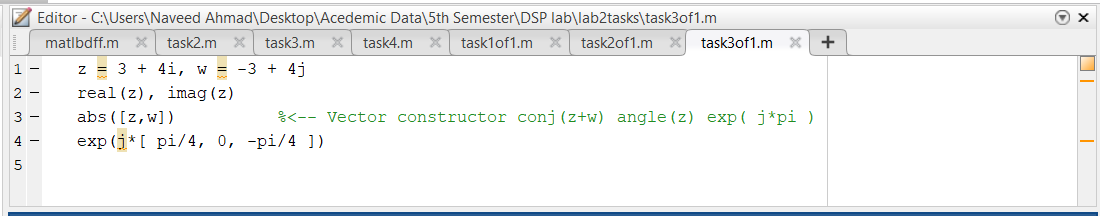 Editor - C:\Users\Naveed Ahmad\Desktop\Acedemic Data\5th Semester\DSP lab\lab2tasks\task3of1.m
matlbdff.m task2.m task3.m task4.m task1of1.m task2of1.m task3of1.m +
1 – z = 3 + 4i, w = -3 + 4j
2 – real(z), imag(z)
3 – abs([z,w]) %<-- Vector constructor conj(z+w) angle(z) exp( j*pi )
4 – exp(j*[ pi/4, 0, -pi/4 ])
5